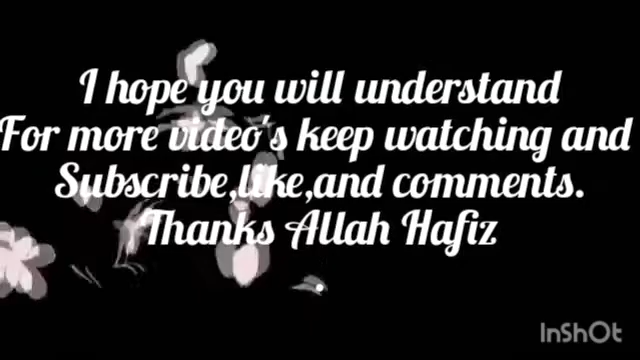 I hope you will understand
For more video's keep watching and
Subscribe,like,and comments.
Thanks Allah Hafiz
InShOt